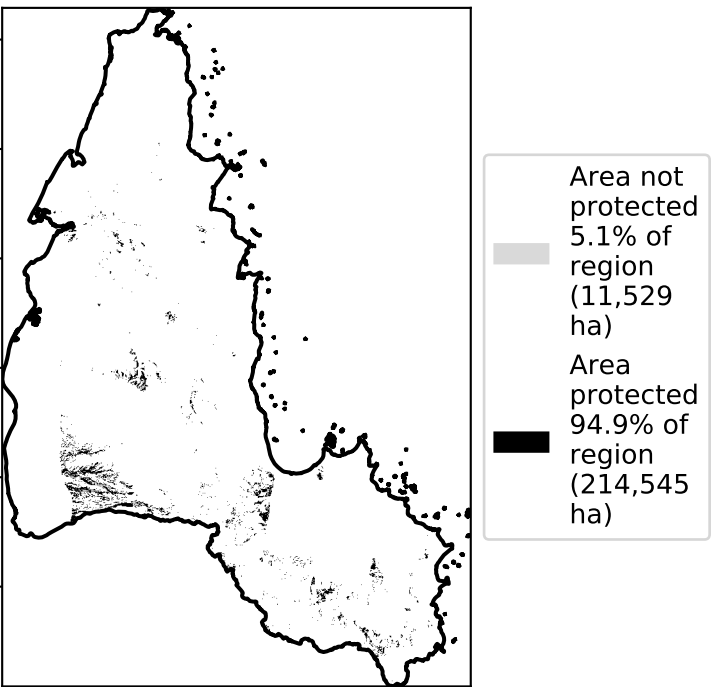 Area not
protected
5.1% of
region
(11,529
ha)
Area
protected
94.9% of
region
(214,545
ha)